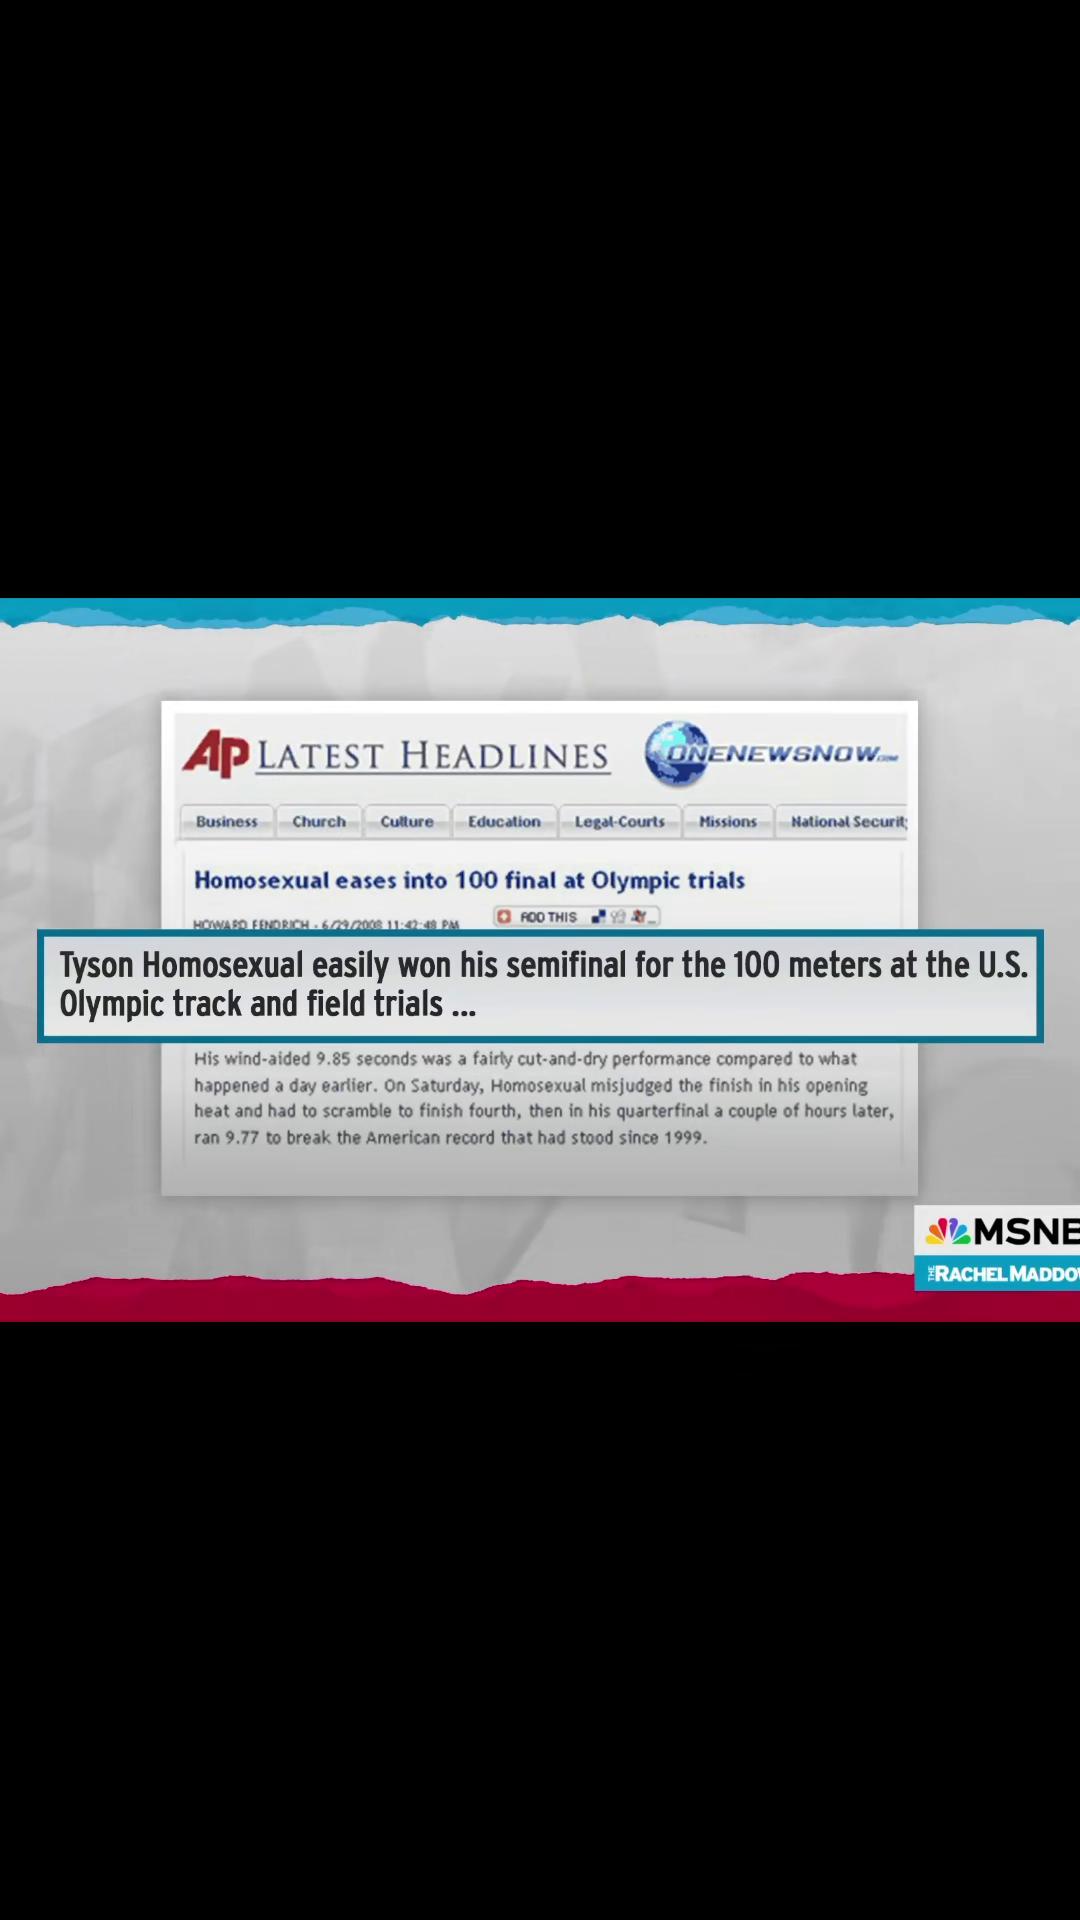 AP LATEST HEADLINES
ONENEWSNOW.COM
Business Church Culture Education Legal-Courts Missions National Securit
Homosexual eases into 100 final at Olympic trials
HOWARD FENDRICH - 6/29/2008 11:42:48 PM
ADD THIS
Tyson Homosexual easily won his semifinal for the 100 meters at the U.S.
Olympic track and field trials ...
His wind-aided 9.85 seconds was a fairly cut-and-dry performance compared to what
happened a day earlier. On Saturday, Homosexual misjudged the finish in his opening
heat and had to scramble to finish fourth, then in his quarterfinal a couple of hours later,
ran 9.77 to break the American record that had stood since 1999.
MSNB
THE RACHEL MADDOW